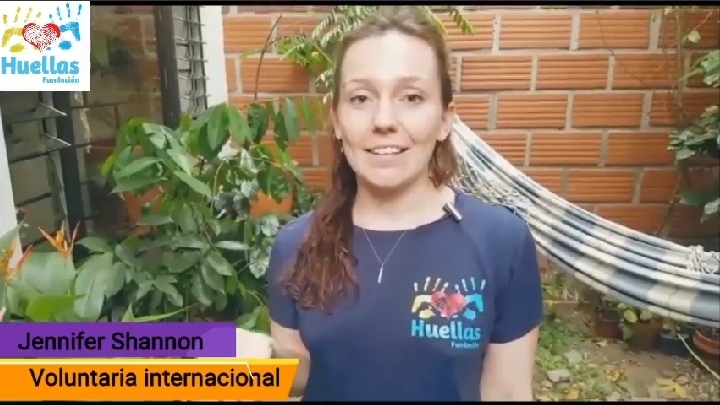 Huellas
Fundación
Huellas
Fundación
Jennifer Shannon
Voluntaria internacional